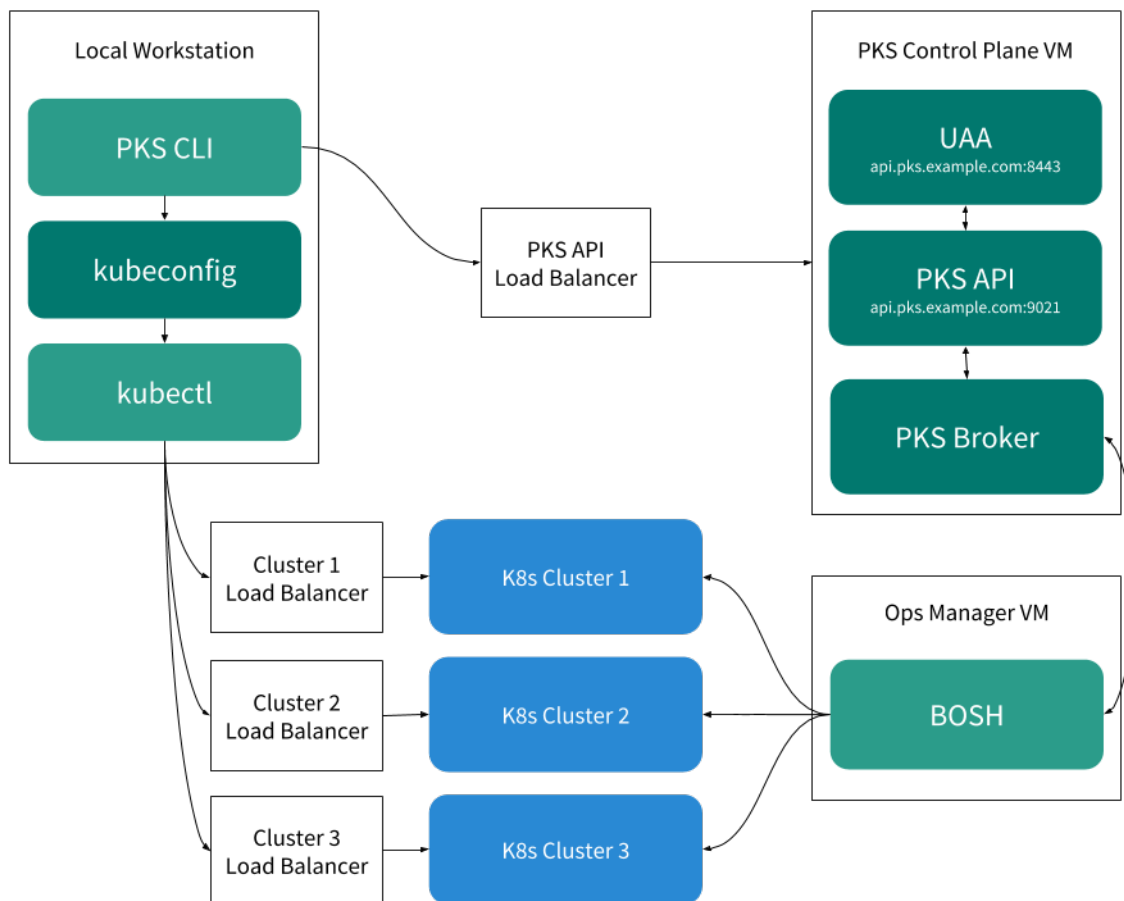 Local Workstation
PKS CLI
kubeconfig
kubectl
PKS API
Load Balancer
PKS Control Plane VM
UAA
api.pks.example.com:8443
PKS API
api.pks.example.com:9021
PKS Broker
Cluster 1
Load Balancer
K8s Cluster 1
Cluster 2
Load Balancer
K8s Cluster 2
Cluster 3
Load Balancer
K8s Cluster 3
Ops Manager VM
BOSH